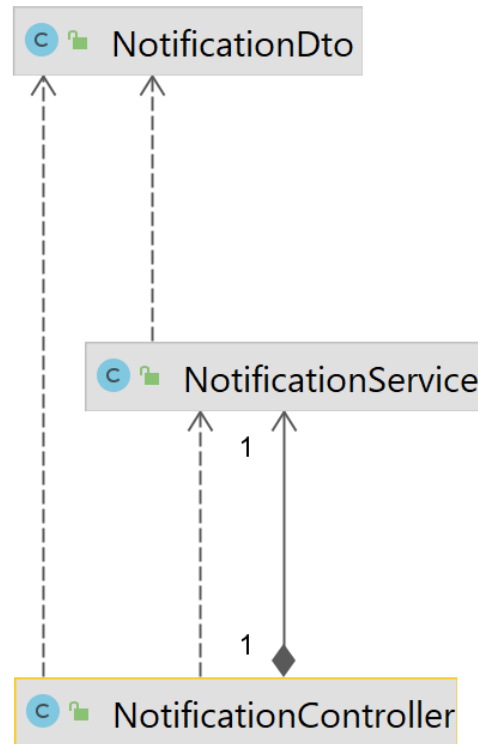 C NotificationDto
C NotificationService
1
1
C NotificationController